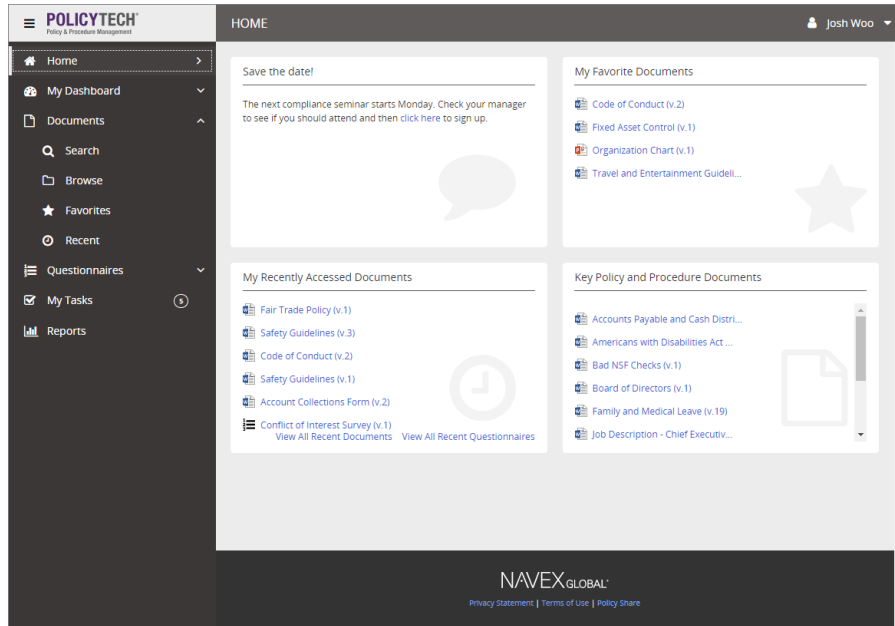 POLICYTECH
Policy & Procedure Management
HOME
Josh Woo
Home
My Dashboard
Documents
Search
Browse
Favorites
Recent
Questionnaires
My Tasks
5
Reports
Save the date!
The next compliance seminar starts Monday. Check your manager
to see if you should attend and then click here to sign up.
My Favorite Documents
Code of Conduct (v.2)
Fixed Asset Control (v.1)
Organization Chart (v.1)
Travel and Entertainment Guideli...
My Recently Accessed Documents
Fair Trade Policy (v.1)
Safety Guidelines (v.3)
Code of Conduct (v.2)
Safety Guidelines (v.1)
Account Collections Form (v.2)
Conflict of Interest Survey (v.1)
View All Recent Documents View All Recent Questionnaires
Key Policy and Procedure Documents
Accounts Payable and Cash Distri...
Americans with Disabilities Act ...
Bad NSF Checks (v.1)
Board of Directors (v.1)
Family and Medical Leave (v.19)
Job Description - Chief Executiv...
NAVEX GLOBAL
Privacy Statement | Terms of Use | Policy Share